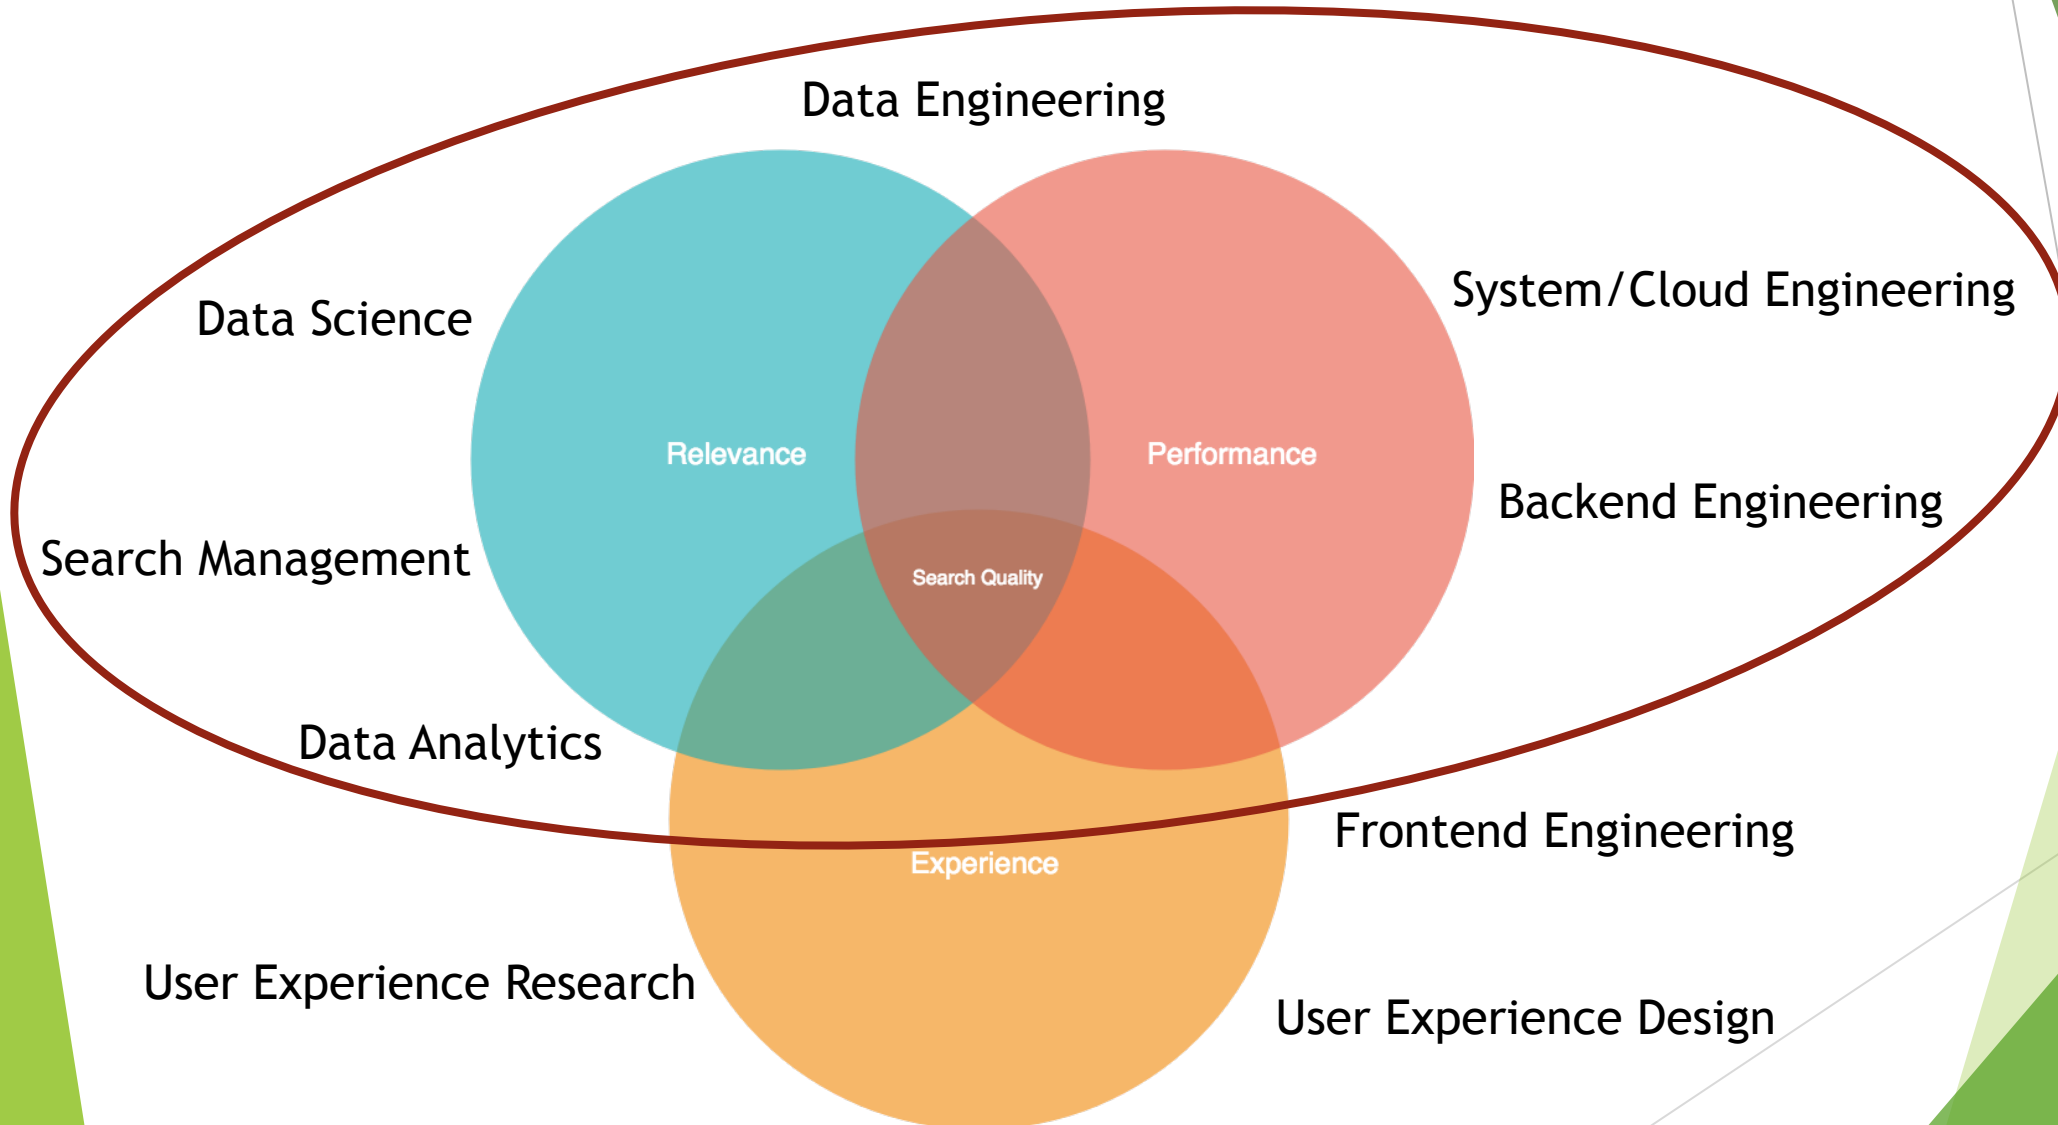 Data Engineering
System/Cloud Engineering
Data Science
Relevance
Performance
Backend Engineering
Search Management
Search Quality
Data Analytics
Frontend Engineering
Experience
User Experience Research
User Experience Design